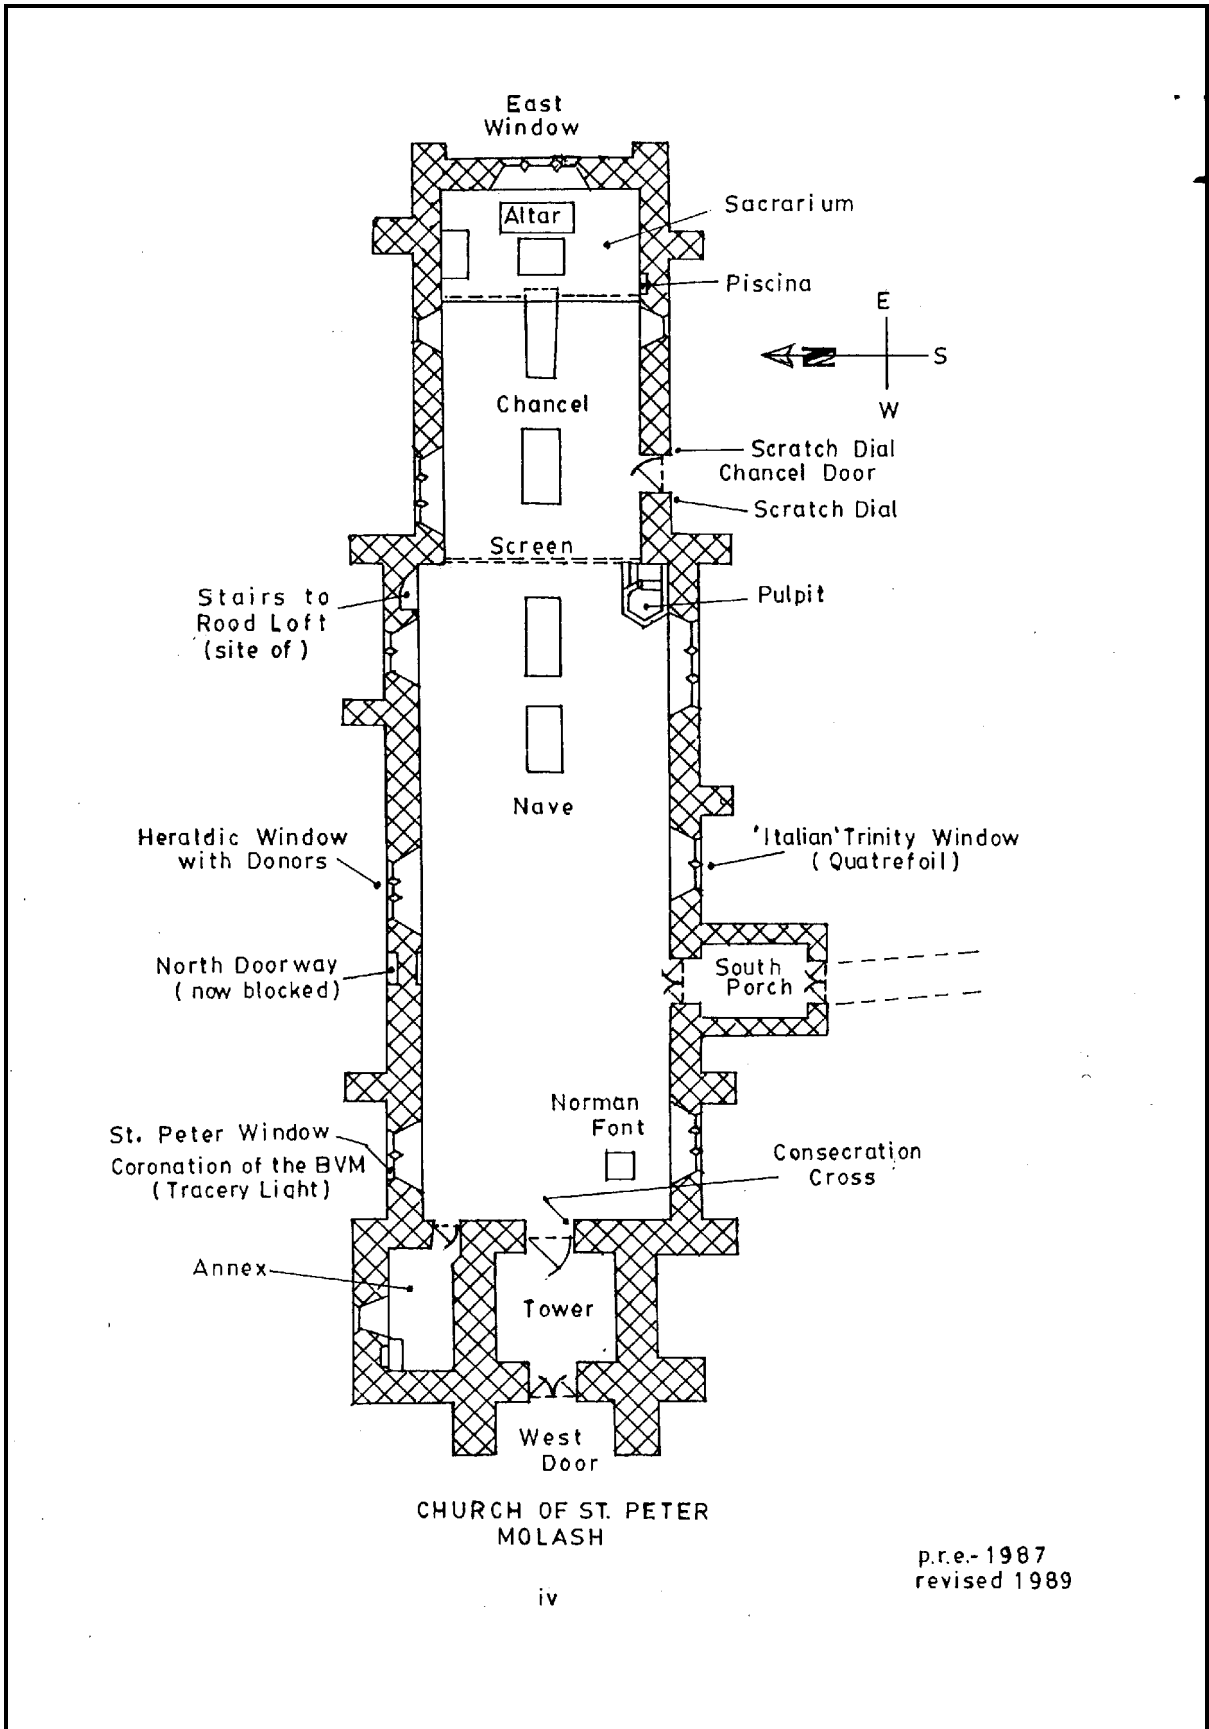 East
Window
Altar
Sacrarium
Piscina
E
N
S
W
Chancel
Scratch Dial
Chancel Door
Scratch Dial
Screen
Stairs to
Rood Loft
(site of)
Pulpit
Nave
Heraldic Window
with Donors
'Italian' Trinity Window
(Quatrefoil)
North Doorway
(now blocked)
South
Porch
Norman
Font
St. Peter Window
Coronation of the BVM
(Tracery Light)
Consecration
Cross
Annex
Tower
West
Door
CHURCH OF ST. PETER
MOLASH
p.r.e.-1987
revised 1989
iv